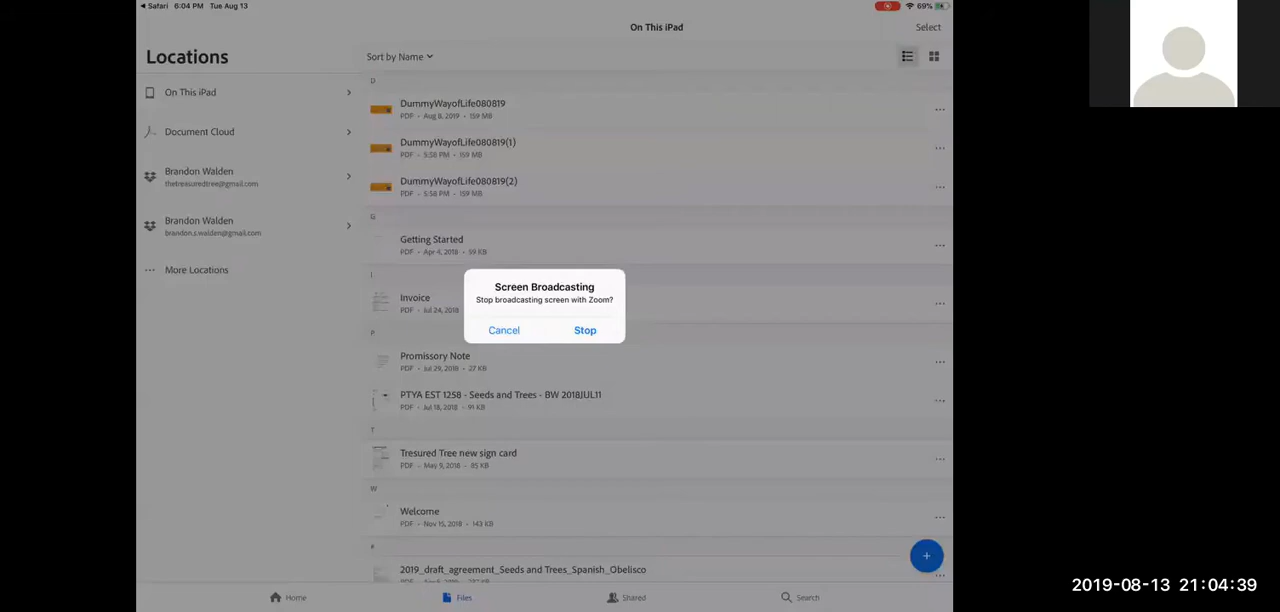 Safari 6:04 PM Tue Aug 13
69%
On This iPad
Select
Locations
Sort by Name
On This iPad
Document Cloud
Brandon Walden
thetreasuredtree@gmail.com
Brandon Walden
brandon.s.walden@gmail.com
More Locations
D
DummyWayofLife080819
PDF • Aug 8, 2019 • 159 MB
DummyWayofLife080819(1)
PDF • 5:58 PM • 159 MB
DummyWayofLife080819(2)
PDF • 5:58 PM • 159 MB
G
Getting Started
PDF • Apr 4, 2018 • 59 KB
I
Invoice
PDF • Jul 24, 2018
Screen Broadcasting
Stop broadcasting screen with Zoom?
Cancel Stop
P
Promissory Note
PDF • Jul 29, 2018 • 27 KB
PTYA EST 1258 - Seeds and Trees - BW 2018JUL11
PDF • Jul 18, 2018 • 91 KB
T
Tresured Tree new sign card
PDF • May 9, 2018 • 85 KB
W
Welcome
PDF • Nov 15, 2018 • 143 KB
#
2019_draft_agreement_Seeds and Trees_Spanish_Obelisco
Home Files Shared Search
2019-08-13 21:04:39